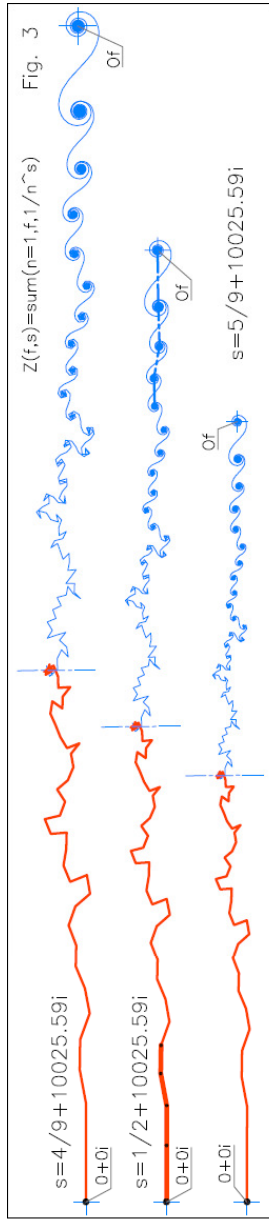 Fig. 3
Z(f,s)=sum(n=1,f,1/n^s)
s=4/9+10025.59i
0+0i
0f
s=1/2+10025.59i
0+0i
0f
s=5/9+10025.59i
0+0i
0f